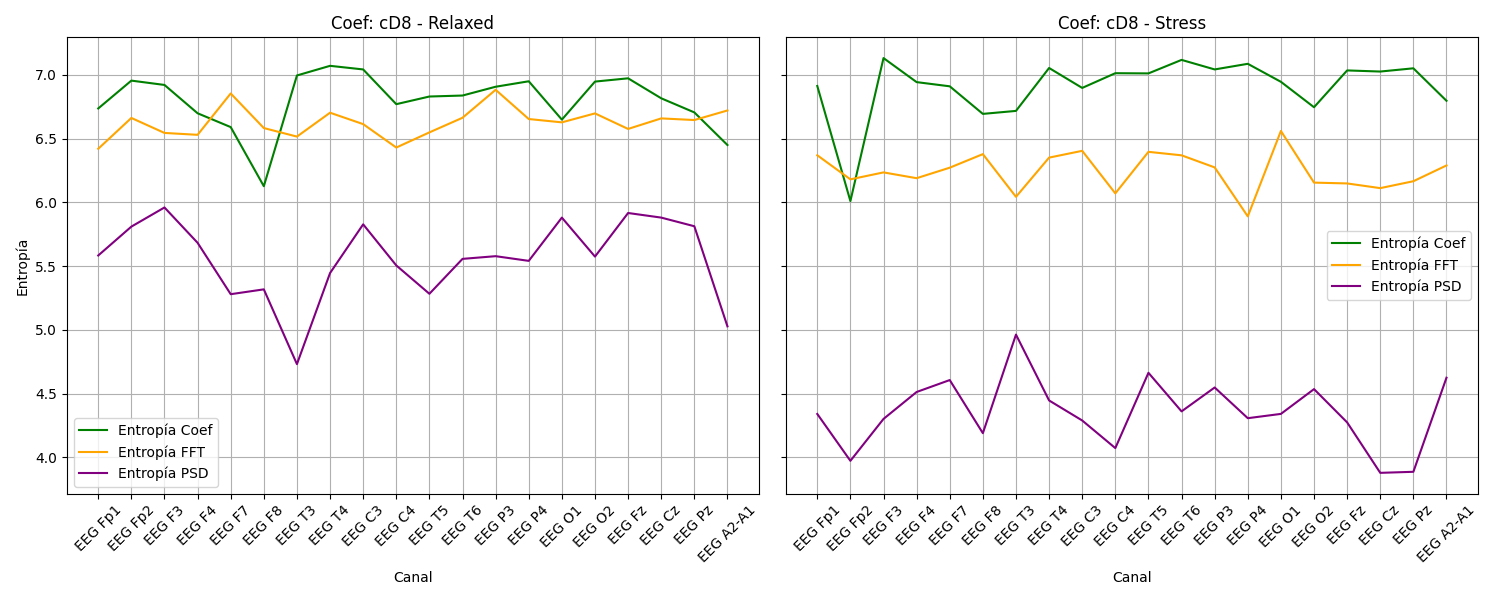 Coef: cD8 - Relaxed
Entropía
7.0
6.5
6.0
5.5
5.0
4.5
4.0
Entropía Coef
Entropía FFT
Entropía PSD
EEG Fp1
EEG Fp2
EEG F3
EEG F4
EEG F7
EEG F8
EEG T3
EEG T4
EEG C3
EEG C4
EEG T5
EEG T6
EEG P3
EEG P4
EEG O1
EEG O2
EEG Fz
EEG Cz
EEG Pz
EEG A2-A1
Canal
Coef: cD8 - Stress
Entropía Coef
Entropía FFT
Entropía PSD
EEG Fp1
EEG Fp2
EEG F3
EEG F4
EEG F7
EEG F8
EEG T3
EEG T4
EEG C3
EEG C4
EEG T5
EEG T6
EEG P3
EEG P4
EEG O1
EEG O2
EEG Fz
EEG Cz
EEG Pz
EEG A2-A1
Canal